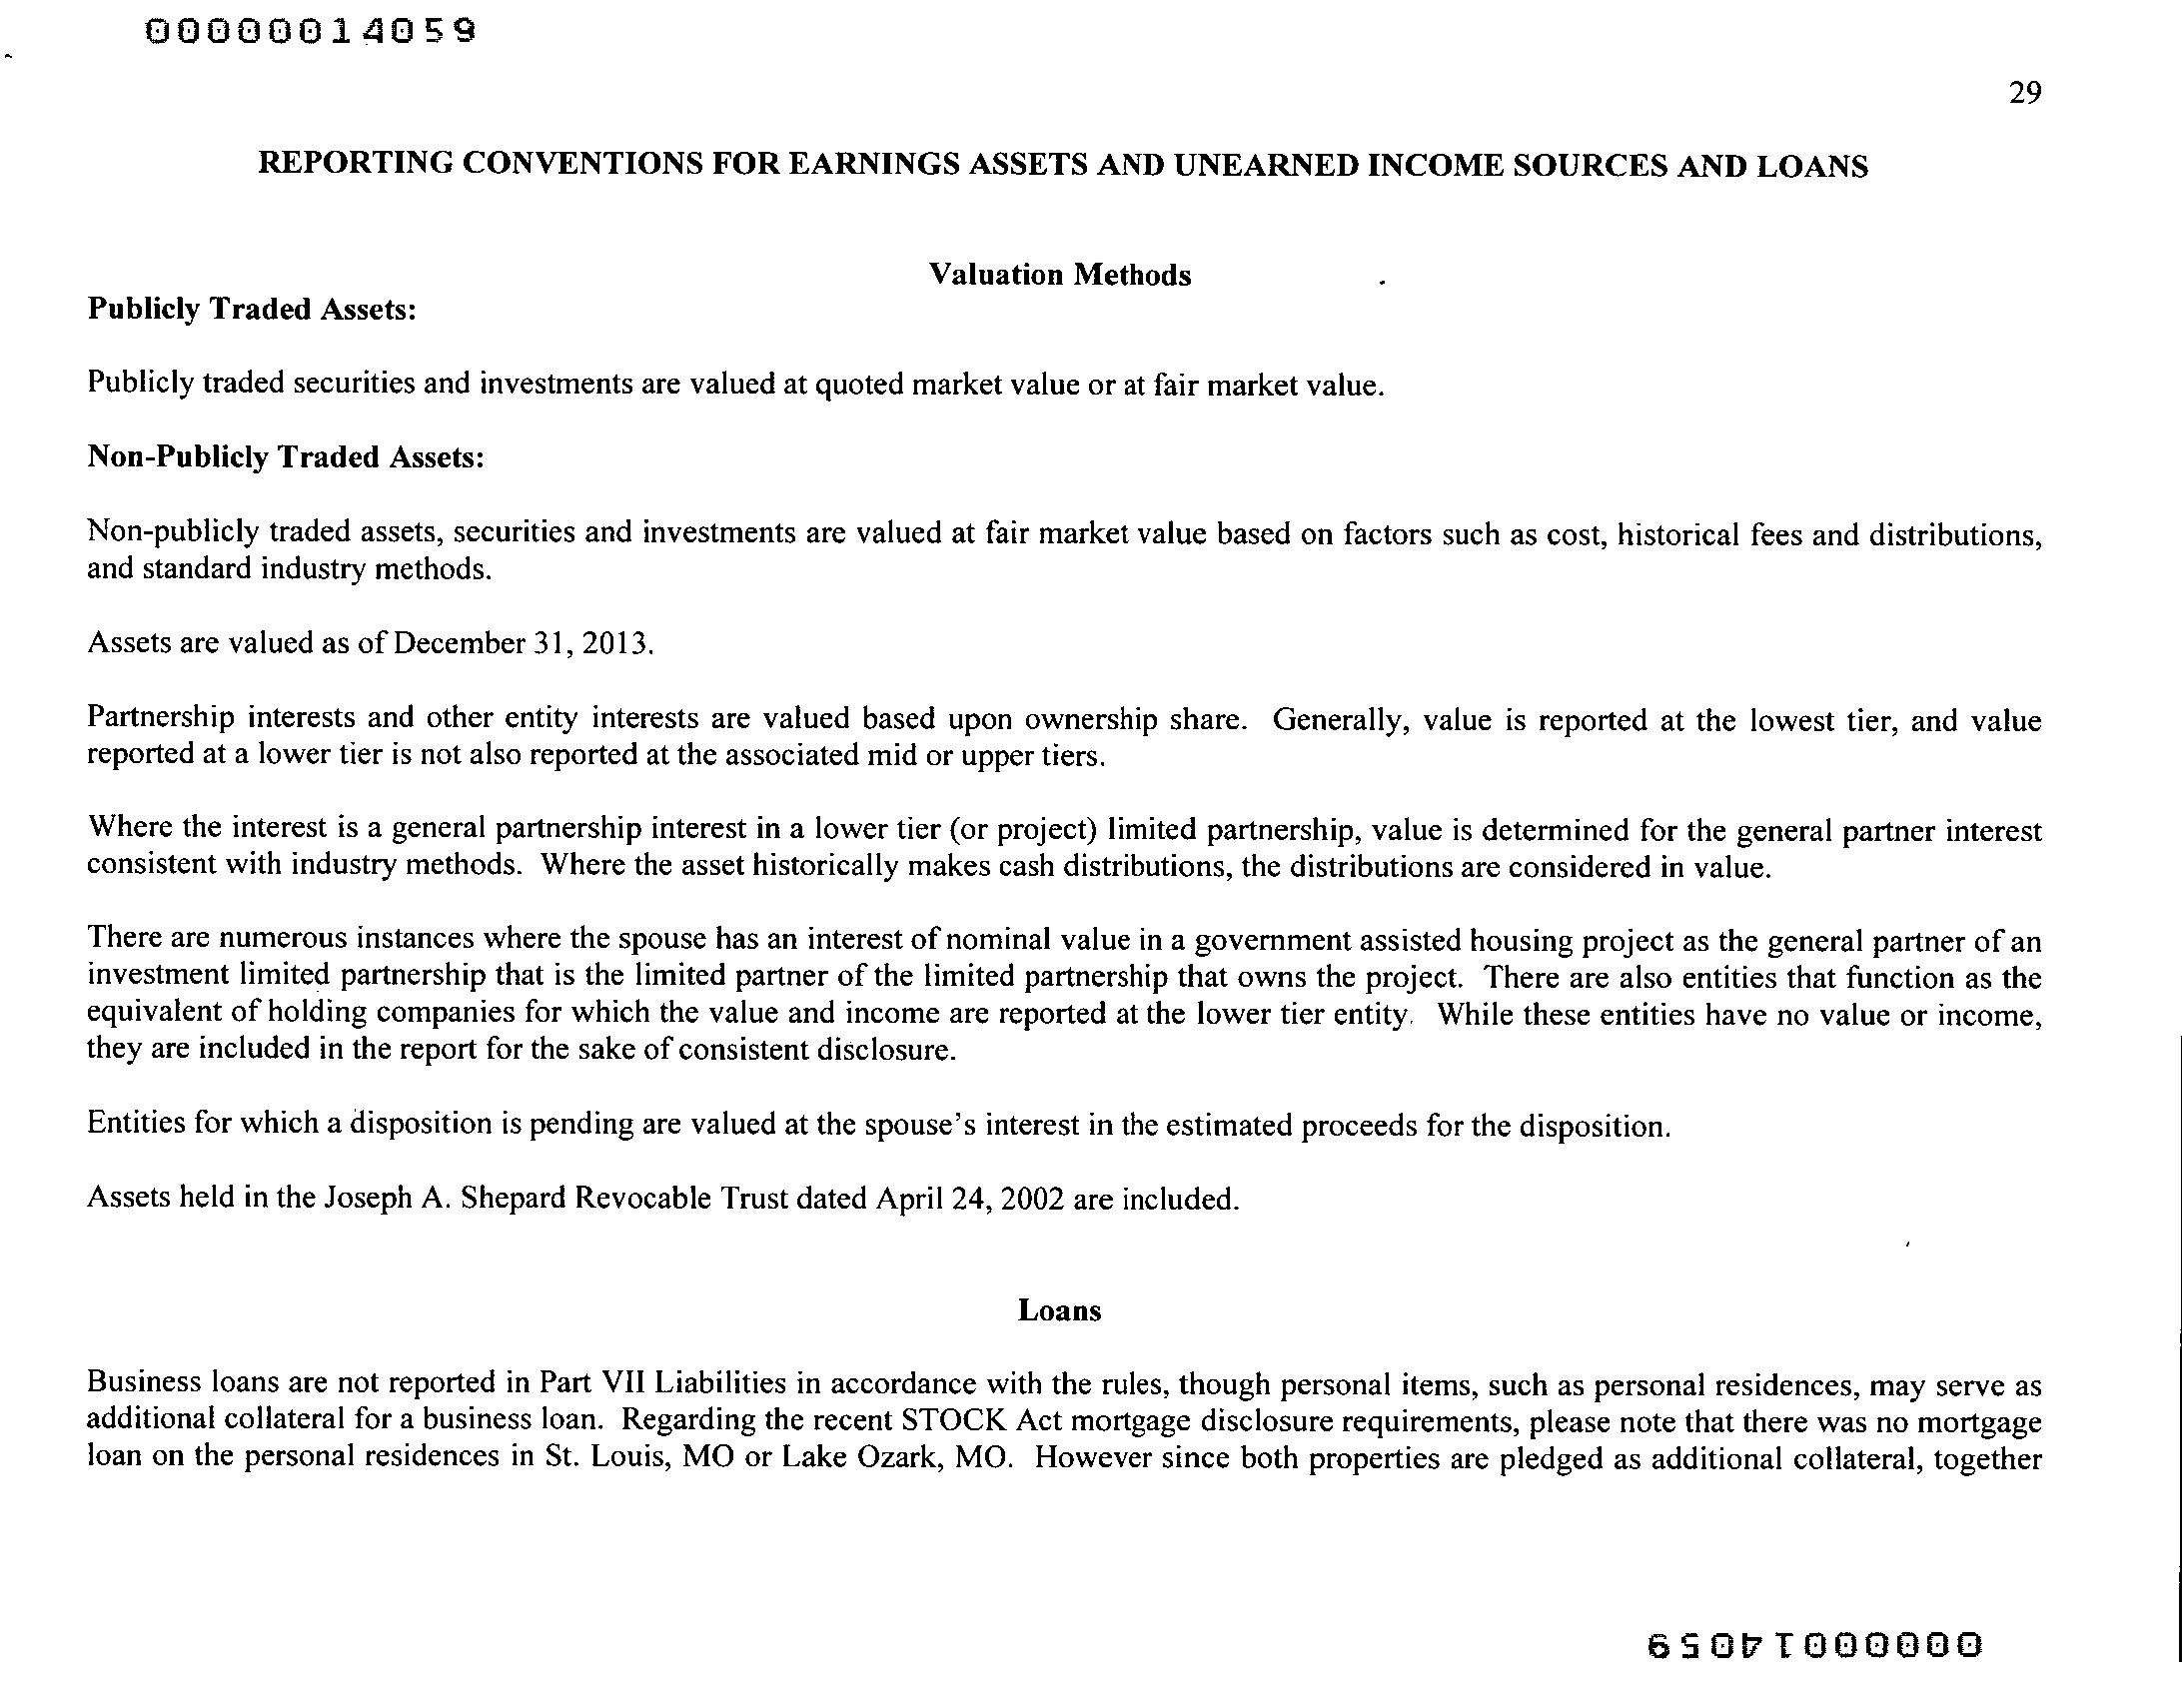 00000014059
29
REPORTING CONVENTIONS FOR EARNINGS ASSETS AND UNEARNED INCOME SOURCES AND LOANS
Valuation Methods
Publicly Traded Assets:
Publicly traded securities and investments are valued at quoted market value or at fair market value.
Non-Publicly Traded Assets:
Non-publicly traded assets, securities and investments are valued at fair market value based on factors such as cost, historical fees and distributions,
and standard industry methods.
Assets are valued as of December 31, 2013.
Partnership interests and other entity interests are valued based upon ownership share. Generally, value is reported at the lowest tier, and value
reported at a lower tier is not also reported at the associated mid or upper tiers.
Where the interest is a general partnership interest in a lower tier (or project) limited partnership, value is determined for the general partner interest
consistent with industry methods. Where the asset historically makes cash distributions, the distributions are considered in value.
There are numerous instances where the spouse has an interest of nominal value in a government assisted housing project as the general partner of an
investment limited partnership that is the limited partner of the limited partnership that owns the project. There are also entities that function as the
equivalent of holding companies for which the value and income are reported at the lower tier entity. While these entities have no value or income,
they are included in the report for the sake of consistent disclosure.
Entities for which a disposition is pending are valued at the spouse's interest in the estimated proceeds for the disposition.
Assets held in the Joseph A. Shepard Revocable Trust dated April 24, 2002 are included.
Loans
Business loans are not reported in Part VII Liabilities in accordance with the rules, though personal items, such as personal residences, may serve as
additional collateral for a business loan. Regarding the recent STOCK Act mortgage disclosure requirements, please note that there was no mortgage
loan on the personal residences in St. Louis, MO or Lake Ozark, MO. However since both properties are pledged as additional collateral, together
00000014059